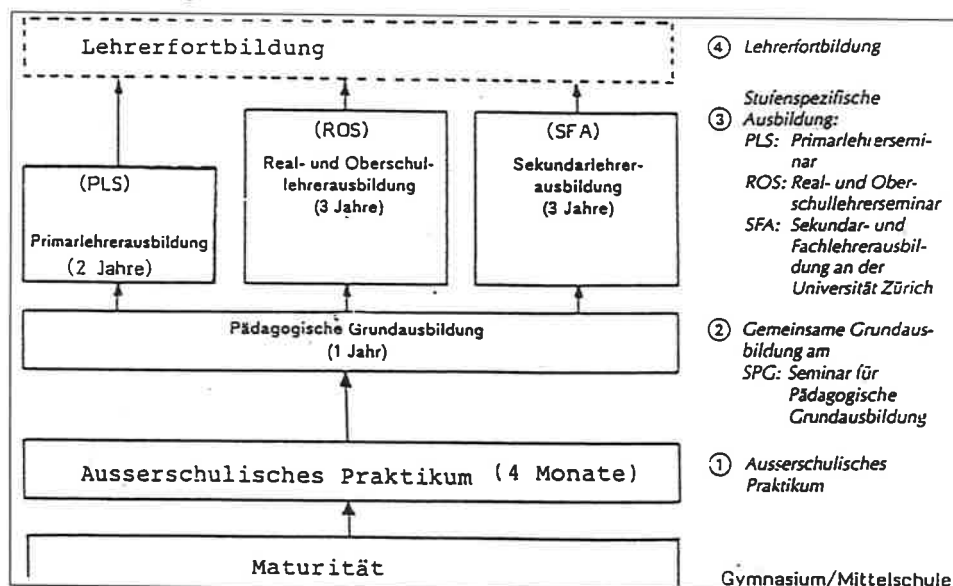 Lehrerfortbildung
(PLS)
Primarlehrerausbildung
(2 Jahre)
(ROS)
Real- und Oberschul-
lehrerausbildung
(3 Jahre)
(SFA)
Sekundarlehrer-
ausbildung
(3 Jahre)
Pädagogische Grundausbildung
(1 Jahr)
Ausserschulisches Praktikum (4 Monate)
Maturität
④ Lehrerfortbildung
Stufenspezifische
③ Ausbildung:
PLS: Primarlehrersemi-
nar
ROS: Real- und Ober-
schullehrerseminar
SFA: Sekundar- und
Fachlehrerausbil-
dung an der
Universität Zürich
② Gemeinsame Grundaus-
bildung am
SPG: Seminar für
Pädagogische
Grundausbildung
① Ausserschulisches
Praktikum
Gymnasium/Mittelschule